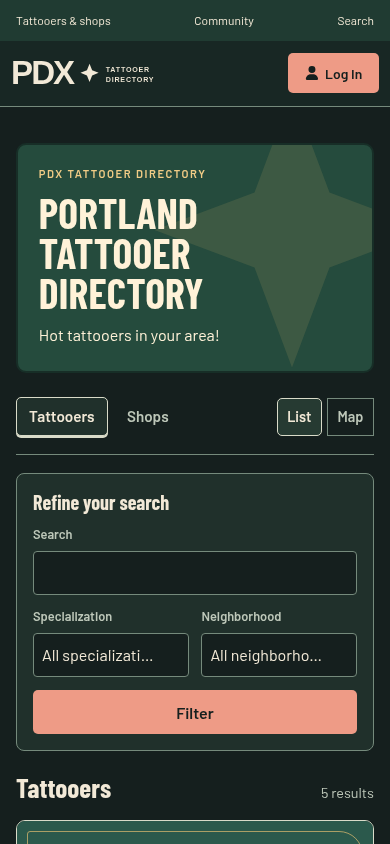 Tattooers & shops Community Search
PDX TATTOOER DIRECTORY
Log In
PDX TATTOOER DIRECTORY
PORTLAND
TATTOOER
DIRECTORY
Hot tattooers in your area!
Tattooers Shops List Map
Refine your search
Search
Specialization Neighborhood
All specializati... All neighborho...
Filter
Tattooers 5 results